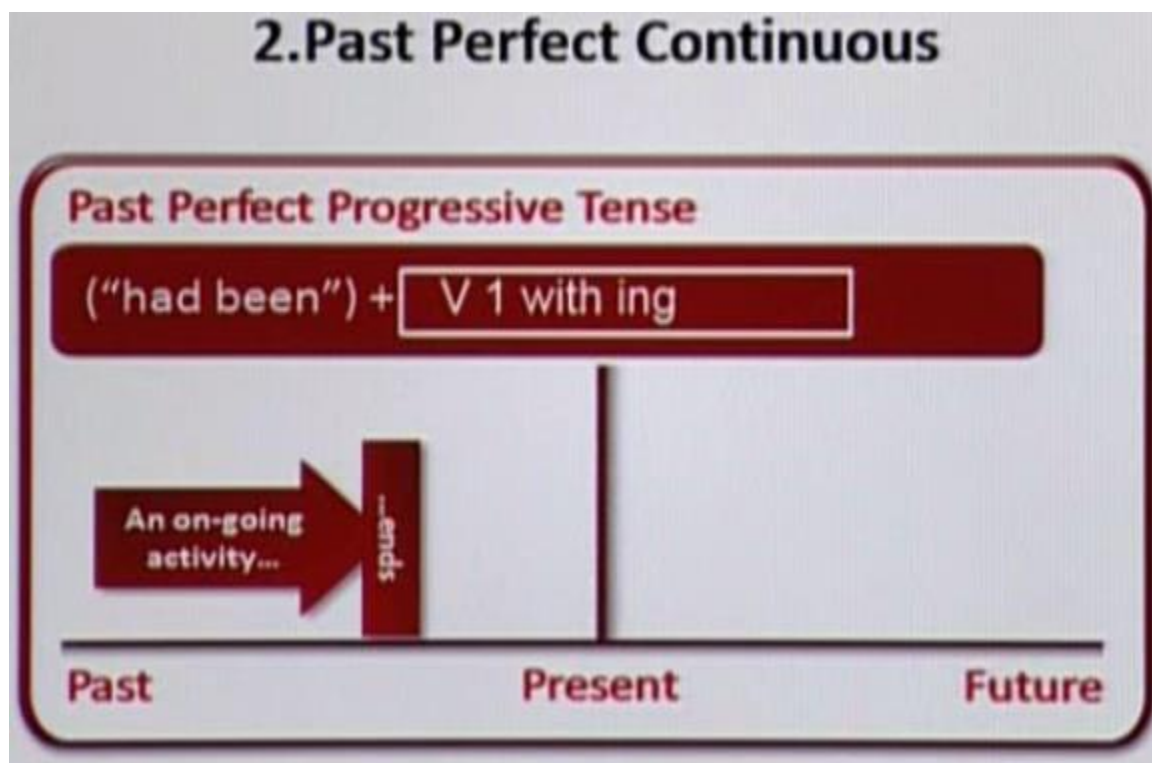 2.Past Perfect Continuous
Past Perfect Progressive Tense
("had been") + V 1 with ing
An on-going
activity...
...ends
Past
Present
Future